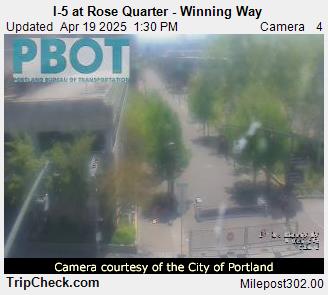 I-5 at Rose Quarter - Winning Way
Updated Apr 19 2025 1:30 PM Camera 4
PBOT
PORTLAND BUREAU OF TRANSPORTATION
Camera courtesy of the City of Portland
TripCheck.com Milepost302.00